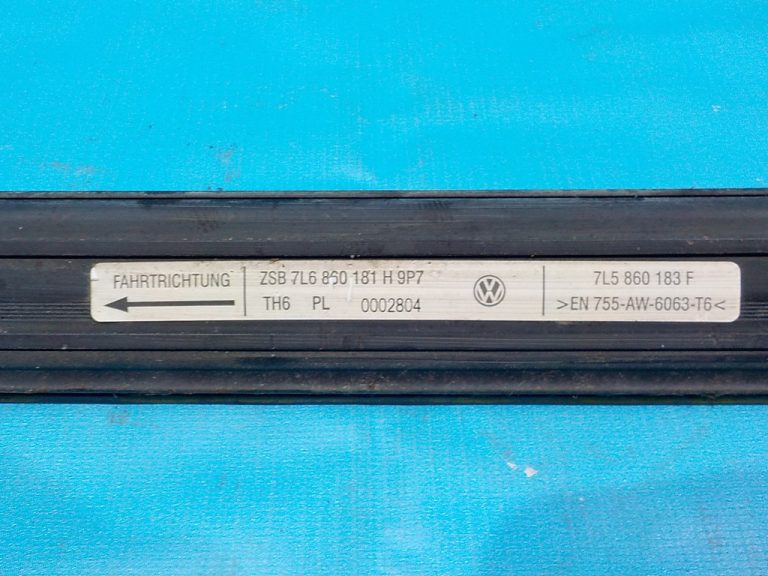 FAHRTRICHTUNG
ZSB 7L6 860 181 H 9P7
TH6 PL 0002804
7L5 860 183 F
>EN 755-AW-6063-T6<